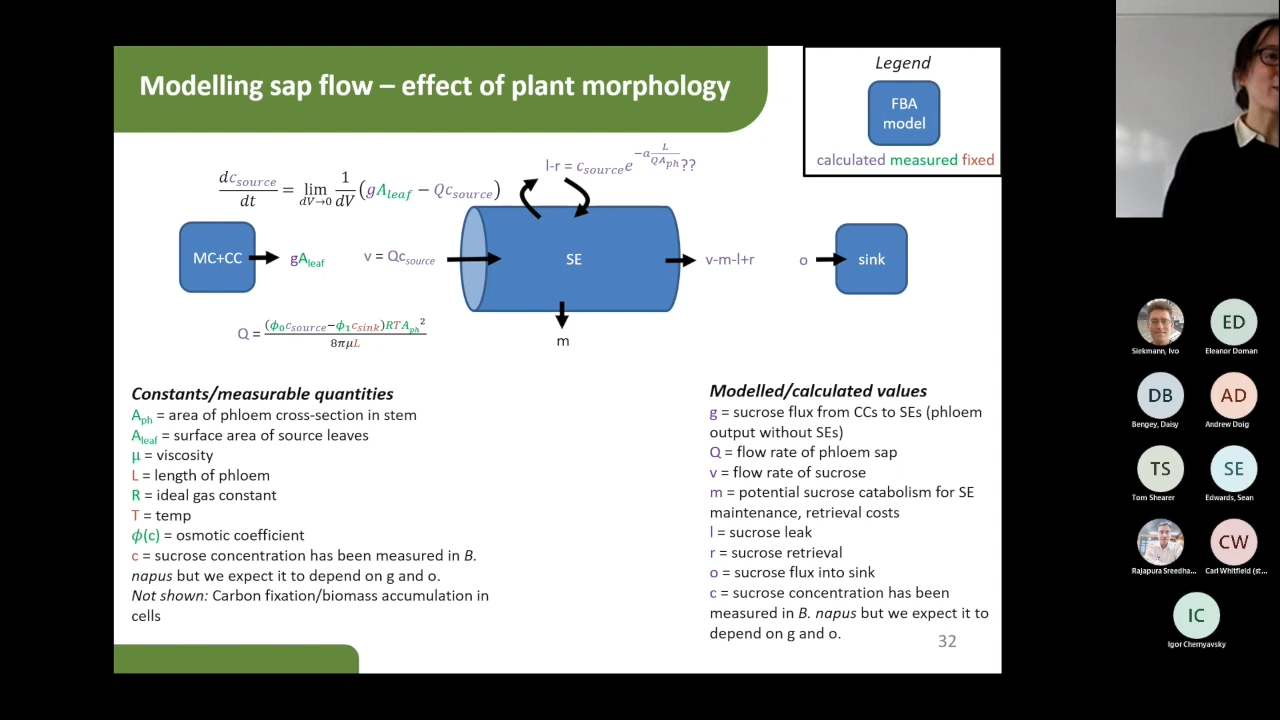 Modelling sap flow – effect of plant morphology
Legend
FBA
model
calculated measured fixed
l-r = c_source e^(-a L/(QA_ph)) ??
dc_source/dt = lim_(dV→0) 1/dV (gA_leaf − Qc_source)
MC+CC
gA_leaf
v = Qc_source
SE
v-m-l+r
o
sink
Q = (ϕ₀c_source−ϕ₁c_sink)RTA_ph²/8πμL
m
Constants/measurable quantities
A_ph = area of phloem cross-section in stem
A_leaf = surface area of source leaves
μ = viscosity
L = length of phloem
R = ideal gas constant
T = temp
ϕ(c) = osmotic coefficient
c = sucrose concentration has been measured in B.
napus but we expect it to depend on g and o.
Not shown: Carbon fixation/biomass accumulation in
cells
Modelled/calculated values
g = sucrose flux from CCs to SEs (phloem
output without SEs)
Q = flow rate of phloem sap
v = flow rate of sucrose
m = potential sucrose catabolism for SE
maintenance, retrieval costs
l = sucrose leak
r = sucrose retrieval
o = sucrose flux into sink
c = sucrose concentration has been
measured in B. napus but we expect it to
depend on g and o.
32
Siekmann, Ivo
ED
Eleanor Doman
DB
Bengey, Daisy
AD
Andrew Doig
TS
Tom Shearer
SE
Edwards, Sean
Rajapura Sreedha...
CW
Carl Whitfield (st...
IC
Igor Chernyavsky